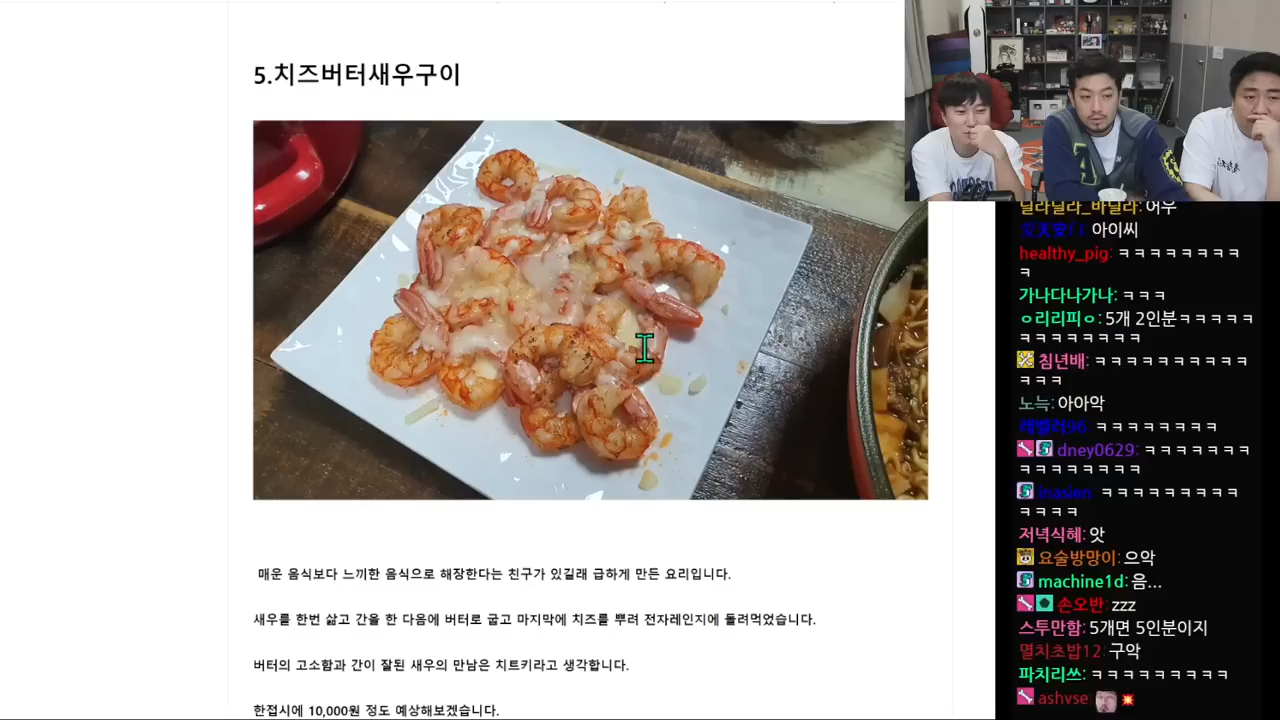 5.치즈버터새우구이
매운 음식보다 느끼한 음식으로 해장한다는 친구가 있길래 급하게 만든 요리입니다.
새우를 한번 삶고 간을 한 다음에 버터로 굽고 마지막에 치즈를 뿌려 전자레인지에 돌려먹었습니다.
버터의 고소함과 간이 잘된 새우의 만남은 치트키라고 생각합니다.
한접시에 10,000원 정도 예상해보겠습니다.
어우
아이씨
healthy_pig: ㅋㅋㅋㅋㅋㅋㅋㅋ
ㅋ
가나다나가나: ㅋㅋㅋ
ㅇ리리피ㅇ: 5개 2인분ㅋㅋㅋㅋㅋ
ㅋㅋㅋㅋㅋㅋㅋㅋ
침년배: ㅋㅋㅋㅋㅋㅋㅋㅋㅋㅋ
ㅋㅋㅋ
노늑: 아아악
레벨러96: ㅋㅋㅋㅋㅋㅋㅋㅋ
dney0629: ㅋㅋㅋㅋㅋㅋㅋ
ㅋㅋㅋㅋㅋㅋㅋㅋ
inasien: ㅋㅋㅋㅋㅋㅋㅋㅋㅋ
ㅋㅋㅋㅋ
저녁식혜: 앗
요술방망이: 으악
machine1d: 음...
손오반: zzz
스투만함: 5개면 5인분이지
멸치초밥12: 구악
파치리쓰: ㅋㅋㅋㅋㅋㅋㅋㅋㅋ
ashvse: